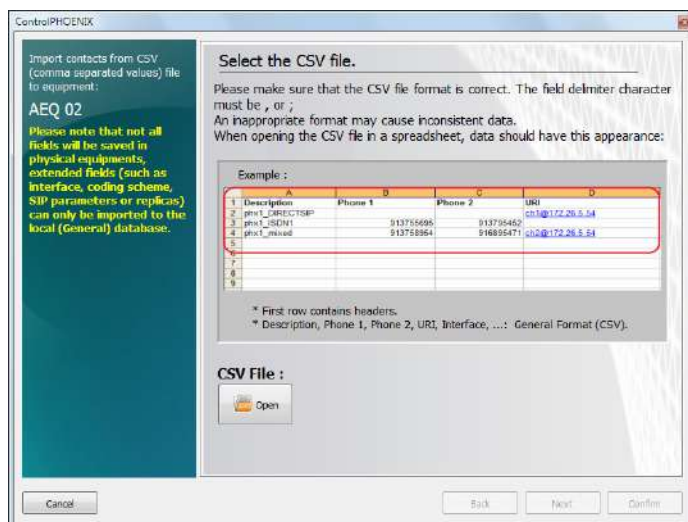 ControlPHOENIX
Import contacts from CSV
(comma separated values) file
to equipment:
AEQ 02
Please note that not all
fields will be saved in
physical equipments,
extended fields (such as
interface, coding scheme,
SIP parameters or replicas)
can only be imported to the
local (General) database.
Select the CSV file.
Please make sure that the CSV file format is correct. The field delimiter character
must be , or ;
An inappropriate format may cause inconsistent data.
When opening the CSV file in a spreadsheet, data should have this appearance:
Example :
A B C D
1 Description Phone 1 Phone 2 URI
2 phx1_DIRECTSIP ch1@172.26.5.54
3 phx1_ISDN1 913755695 913795452
4 phx1_mixed 913758954 916895471 ch2@172.26.5.54
5
6
7
8
9
* First row contains headers.
* Description, Phone 1, Phone 2, URI, Interface, ...: General Format (CSV).
CSV File :
Open
Cancel Back Next Confirm